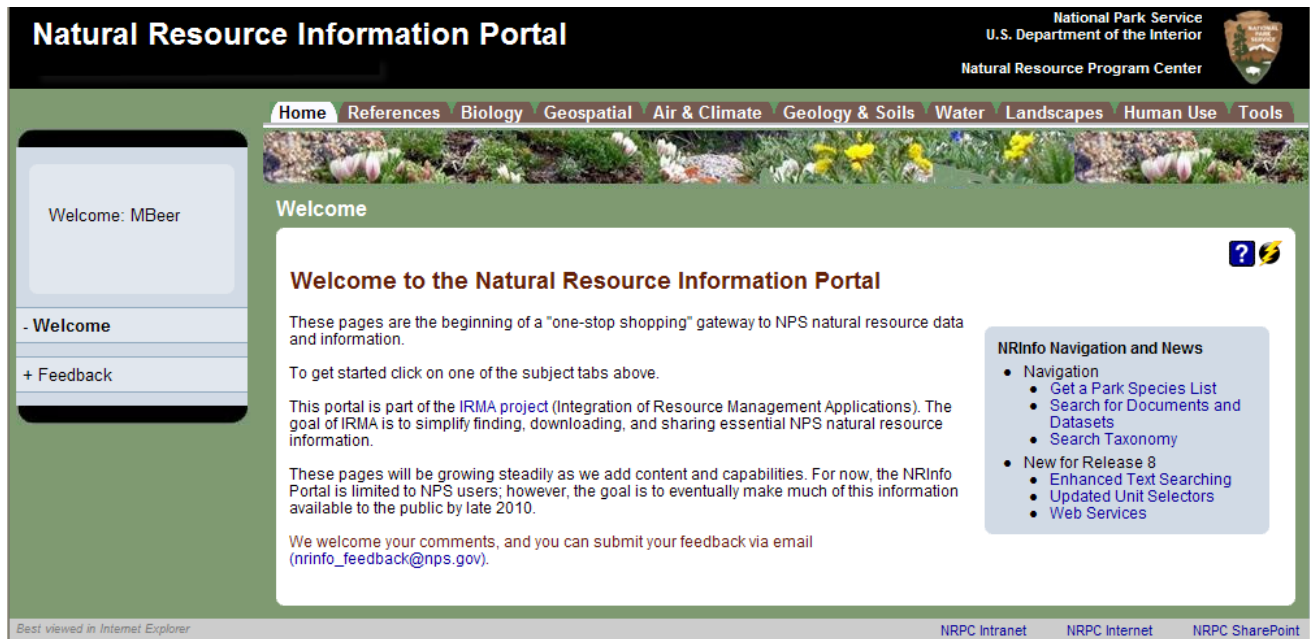 Natural Resource Information Portal
National Park Service
U.S. Department of the Interior
Natural Resource Program Center
Home References Biology Geospatial Air & Climate Geology & Soils Water Landscapes Human Use Tools
Welcome: MBeer
- Welcome
+ Feedback
Welcome
?
Welcome to the Natural Resource Information Portal
These pages are the beginning of a "one-stop shopping" gateway to NPS natural resource data
and information.
To get started click on one of the subject tabs above.
This portal is part of the IRMA project (Integration of Resource Management Applications). The
goal of IRMA is to simplify finding, downloading, and sharing essential NPS natural resource
information.
These pages will be growing steadily as we add content and capabilities. For now, the NRInfo
Portal is limited to NPS users; however, the goal is to eventually make much of this information
available to the public by late 2010.
We welcome your comments, and you can submit your feedback via email
(nrinfo_feedback@nps.gov).
NRInfo Navigation and News
• Navigation
• Get a Park Species List
• Search for Documents and
Datasets
• Search Taxonomy
• New for Release 8
• Enhanced Text Searching
• Updated Unit Selectors
• Web Services
Best viewed in Internet Explorer
NRPC Intranet NRPC Internet NRPC SharePoint